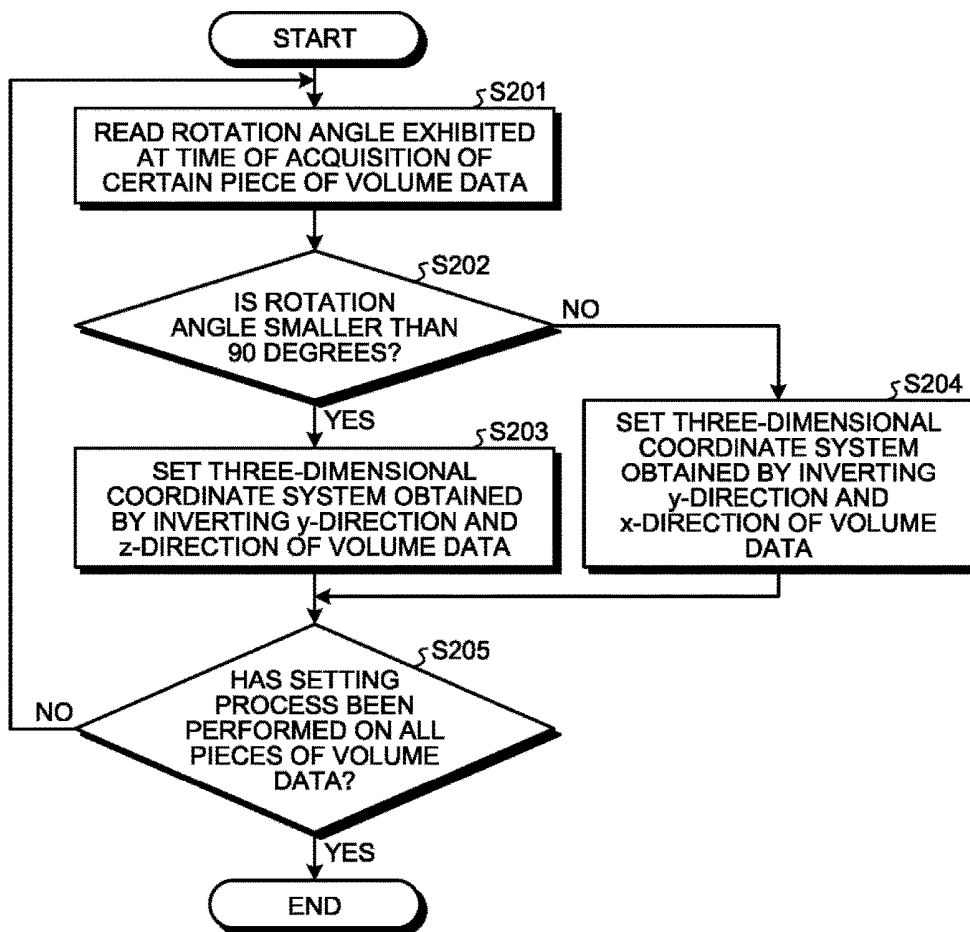 START
S201
READ ROTATION ANGLE EXHIBITED
AT TIME OF ACQUISITION OF
CERTAIN PIECE OF VOLUME DATA
S202
IS ROTATION
ANGLE SMALLER THAN
90 DEGREES?
NO
YES
S203
SET THREE-DIMENSIONAL
COORDINATE SYSTEM OBTAINED
BY INVERTING y-DIRECTION AND
z-DIRECTION OF VOLUME DATA
S204
SET THREE-DIMENSIONAL
COORDINATE SYSTEM
OBTAINED BY INVERTING
y-DIRECTION AND
x-DIRECTION OF VOLUME
DATA
S205
HAS SETTING
PROCESS BEEN
PERFORMED ON ALL
PIECES OF VOLUME
DATA?
NO
YES
END